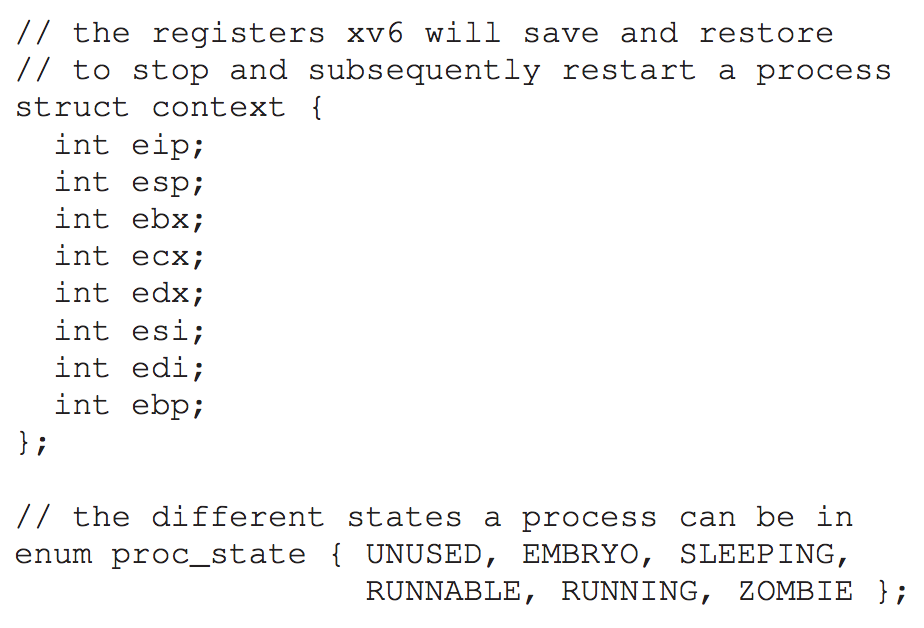 // the registers xv6 will save and restore
// to stop and subsequently restart a process
struct context {
  int eip;
  int esp;
  int ebx;
  int ecx;
  int edx;
  int esi;
  int edi;
  int ebp;
};

// the different states a process can be in
enum proc_state { UNUSED, EMBRYO, SLEEPING,
                  RUNNABLE, RUNNING, ZOMBIE };